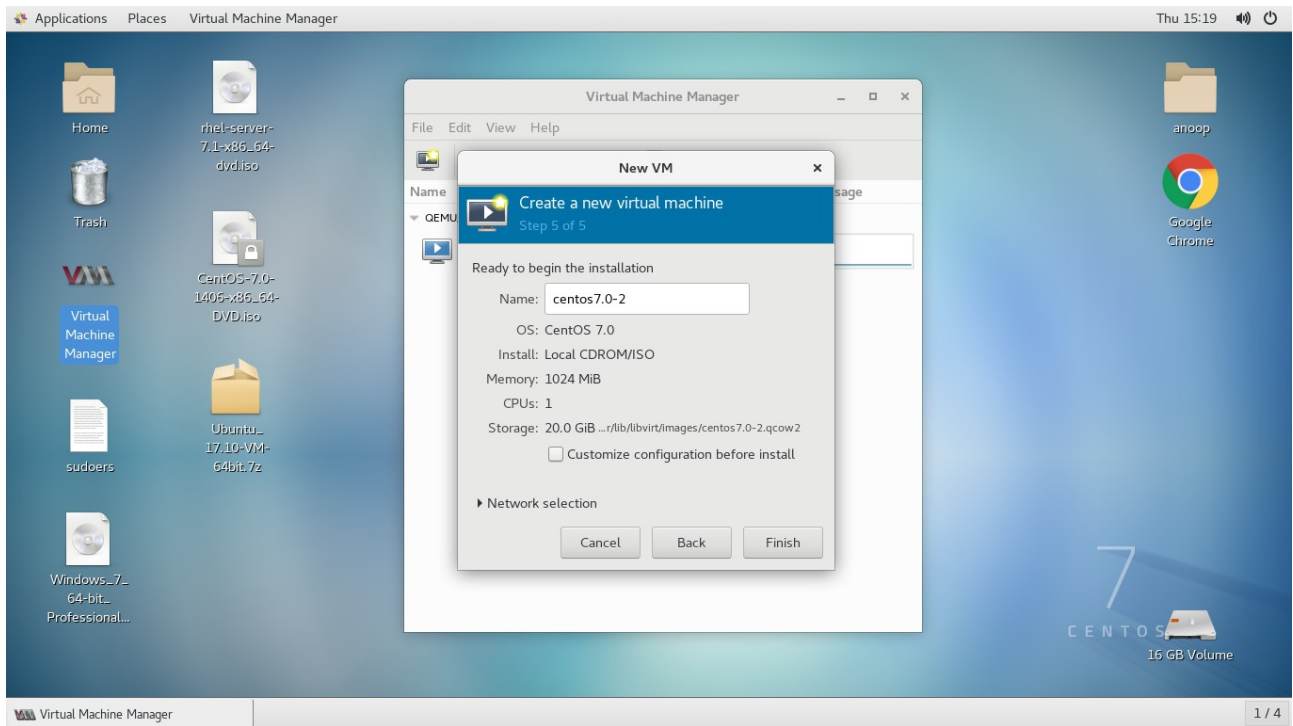 Applications Places Virtual Machine Manager Thu 15:19
Home
rhel-server-
7.1-x86_64-
dvd.iso
Trash
CentOS-7.0-
1406-x86_64-
DVD.iso
Virtual
Machine
Manager
Ubuntu_
17.10-VM-
64bit.7z
sudoers
Windows_7_
64-bit_
Professional...
Virtual Machine Manager
File Edit View Help
Name
sage
QEMU
New VM
Create a new virtual machine
Step 5 of 5
Ready to begin the installation
Name: centos7.0-2
OS: CentOS 7.0
Install: Local CDROM/ISO
Memory: 1024 MiB
CPUs: 1
Storage: 20.0 GiB ...r/lib/libvirt/images/centos7.0-2.qcow2
Customize configuration before install
Network selection
Cancel Back Finish
anoop
Google
Chrome
7
CENTOS
16 GB Volume
Virtual Machine Manager
1 / 4